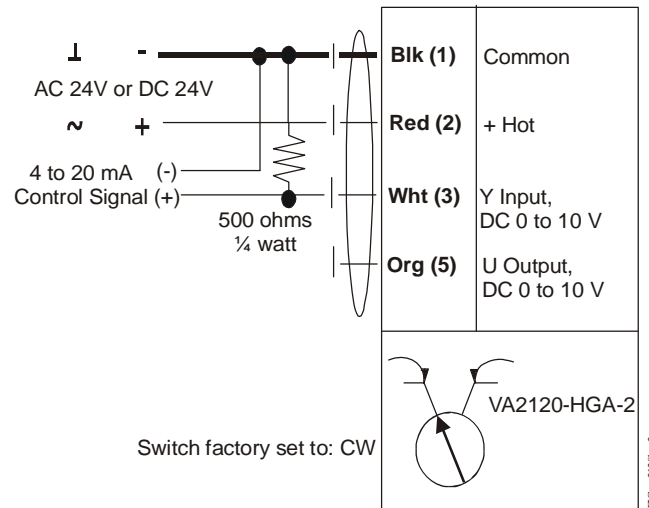 ⊥ - Blk (1) Common
AC 24V or DC 24V
~ + Red (2) + Hot
4 to 20 mA (-)
Control Signal (+) Wht (3) Y Input,
DC 0 to 10 V
500 ohms
¼ watt
Org (5) U Output,
DC 0 to 10 V
VA2120-HGA-2
Switch factory set to: CW